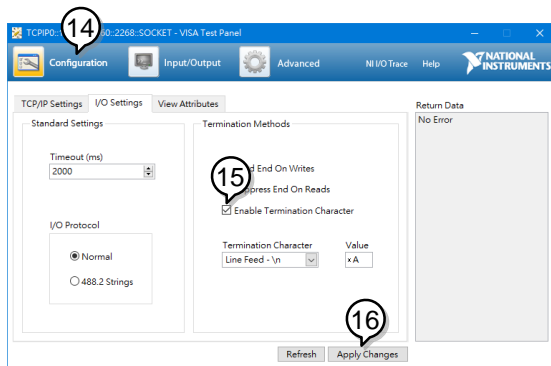 TCPIP0:: 50::2268::SOCKET - VISA Test Panel
14
Configuration
Input/Output
Advanced
NI I/O Trace
Help
NATIONAL
INSTRUMENTS
TCP/IP Settings
I/O Settings
View Attributes
Return Data
Standard Settings
Termination Methods
No Error
Timeout (ms)
2000
End On Writes
15
press End On Reads
Enable Termination Character
I/O Protocol
Normal
488.2 Strings
Termination Character
Value
Line Feed - \n
xA
16
Refresh
Apply Changes